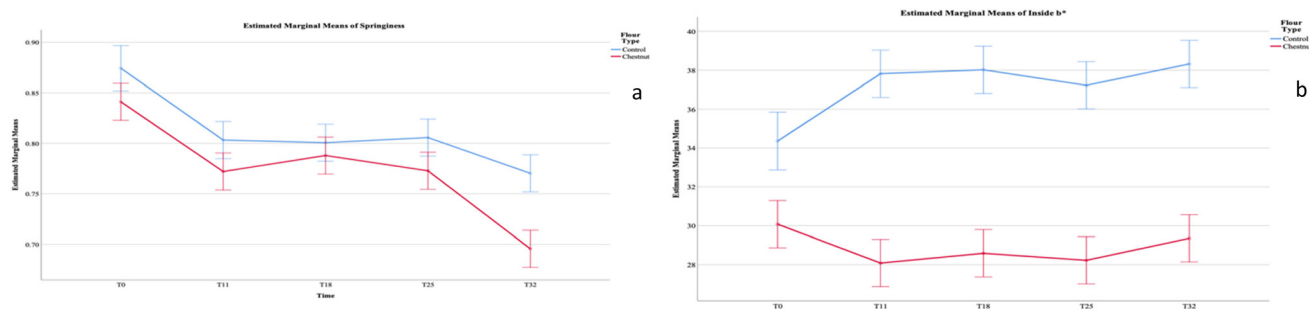 Estimated Marginal Means of Springiness
Flour
Type
Control
Chestnut
Estimated Marginal Means
0.90
0.85
0.80
0.75
0.70
T0
T11
T18
T25
T32
Time
a
Estimated Marginal Means of Inside b*
Flour
Type
Control
Chestnut
Estimated Marginal Means
40
38
36
34
32
30
28
T0
T11
T18
T25
T32
b